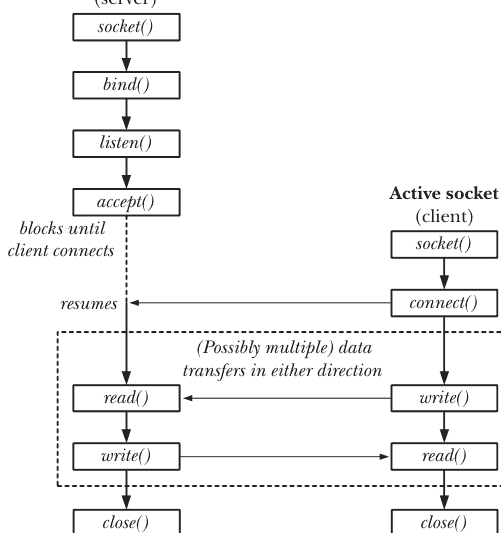 (server)
socket()
bind()
listen()
accept()
blocks until
client connects
resumes
Active socket
(client)
socket()
connect()
(Possibly multiple) data
transfers in either direction
read()
write()
write()
read()
close()
close()